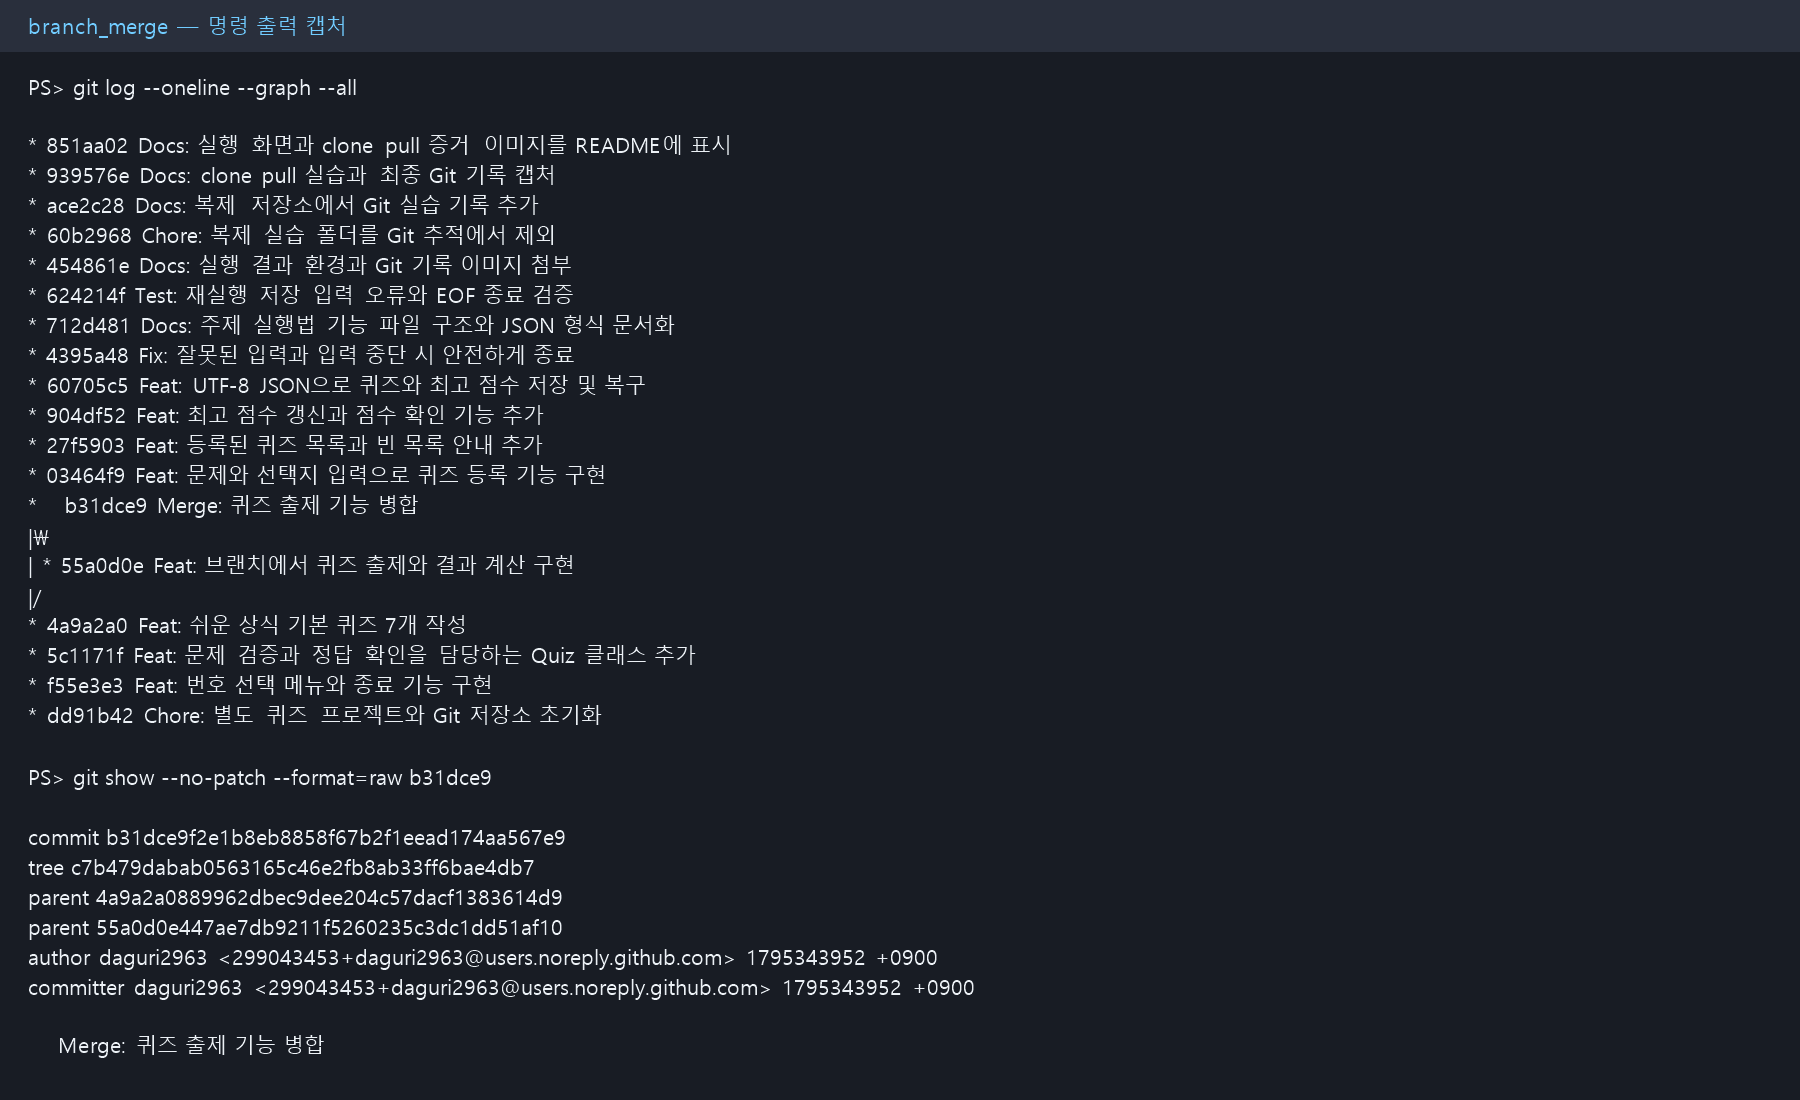 branch_merge — 명령 출력 캡처
PS> git log --oneline --graph --all
* 851aa02 Docs: 실행 화면과 clone pull 증거 이미지를 README에 표시
* 939576e Docs: clone pull 실습과 최종 Git 기록 캡처
* ace2c28 Docs: 복제 저장소에서 Git 실습 기록 추가
* 60b2968 Chore: 복제 실습 폴더를 Git 추적에서 제외
* 454861e Docs: 실행 결과 환경과 Git 기록 이미지 첨부
* 624214f Test: 재실행 저장 입력 오류와 EOF 종료 검증
* 712d481 Docs: 주제 실행법 기능 파일 구조와 JSON 형식 문서화
* 4395a48 Fix: 잘못된 입력과 입력 중단 시 안전하게 종료
* 60705c5 Feat: UTF-8 JSON으로 퀴즈와 최고 점수 저장 및 복구
* 904df52 Feat: 최고 점수 갱신과 점수 확인 기능 추가
* 27f5903 Feat: 등록된 퀴즈 목록과 빈 목록 안내 추가
* 03464f9 Feat: 문제와 선택지 입력으로 퀴즈 등록 기능 구현
*   b31dce9 Merge: 퀴즈 출제 기능 병합
|₩
| * 55a0d0e Feat: 브랜치에서 퀴즈 출제와 결과 계산 구현
|/
* 4a9a2a0 Feat: 쉬운 상식 기본 퀴즈 7개 작성
* 5c1171f Feat: 문제 검증과 정답 확인을 담당하는 Quiz 클래스 추가
* f55e3e3 Feat: 번호 선택 메뉴와 종료 기능 구현
* dd91b42 Chore: 별도 퀴즈 프로젝트와 Git 저장소 초기화
PS> git show --no-patch --format=raw b31dce9
commit b31dce9f2e1b8eb8858f67b2f1eead174aa567e9
tree c7b479dabab0563165c46e2fb8ab33ff6bae4db7
parent 4a9a2a0889962dbec9dee204c57dacf1383614d9
parent 55a0d0e447ae7db9211f5260235c3dc1dd51af10
author daguri2963 <299043453+daguri2963@users.noreply.github.com> 1795343952 +0900
committer daguri2963 <299043453+daguri2963@users.noreply.github.com> 1795343952 +0900
Merge: 퀴즈 출제 기능 병합